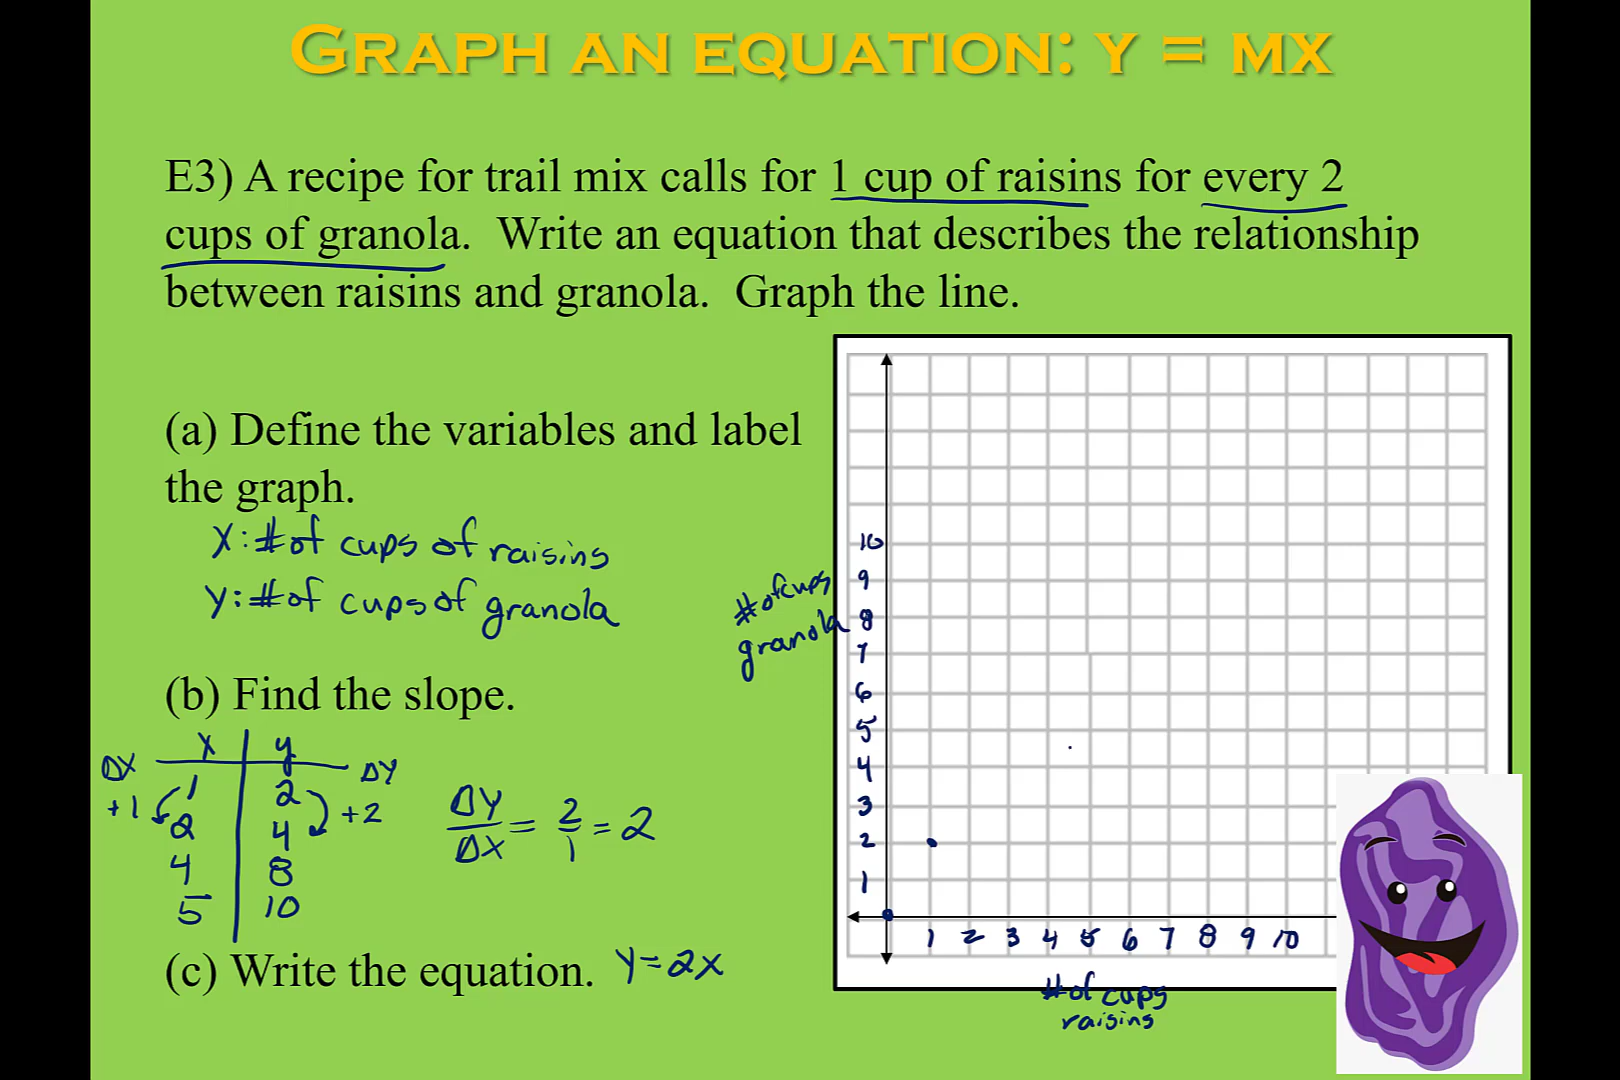 GRAPH AN EQUATION: Y = MX
E3) A recipe for trail mix calls for 1 cup of raisins for every 2
cups of granola. Write an equation that describes the relationship
between raisins and granola. Graph the line.
(a) Define the variables and label
the graph.
X: # of cups of raisins
Y: # of cups of granola
(b) Find the slope.
X y
ΔX ΔY
1 2
+1 +2
2 4
4 8
5 10
ΔY/ΔX = 2/1 = 2
(c) Write the equation. Y=2X
# of cups
granola
10
9
8
7
6
5
4
3
2
1
1 2 3 4 5 6 7 8 9 10
# of cups
raisins